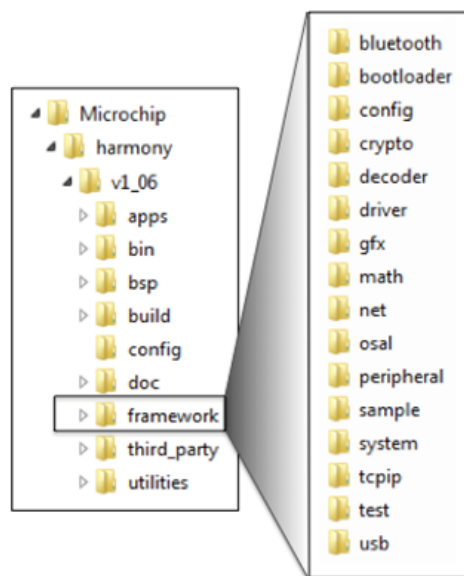 Microchip
harmony
v1_06
apps
bin
bsp
build
config
doc
framework
third_party
utilities
bluetooth
bootloader
config
crypto
decoder
driver
gfx
math
net
osal
peripheral
sample
system
tcpip
test
usb